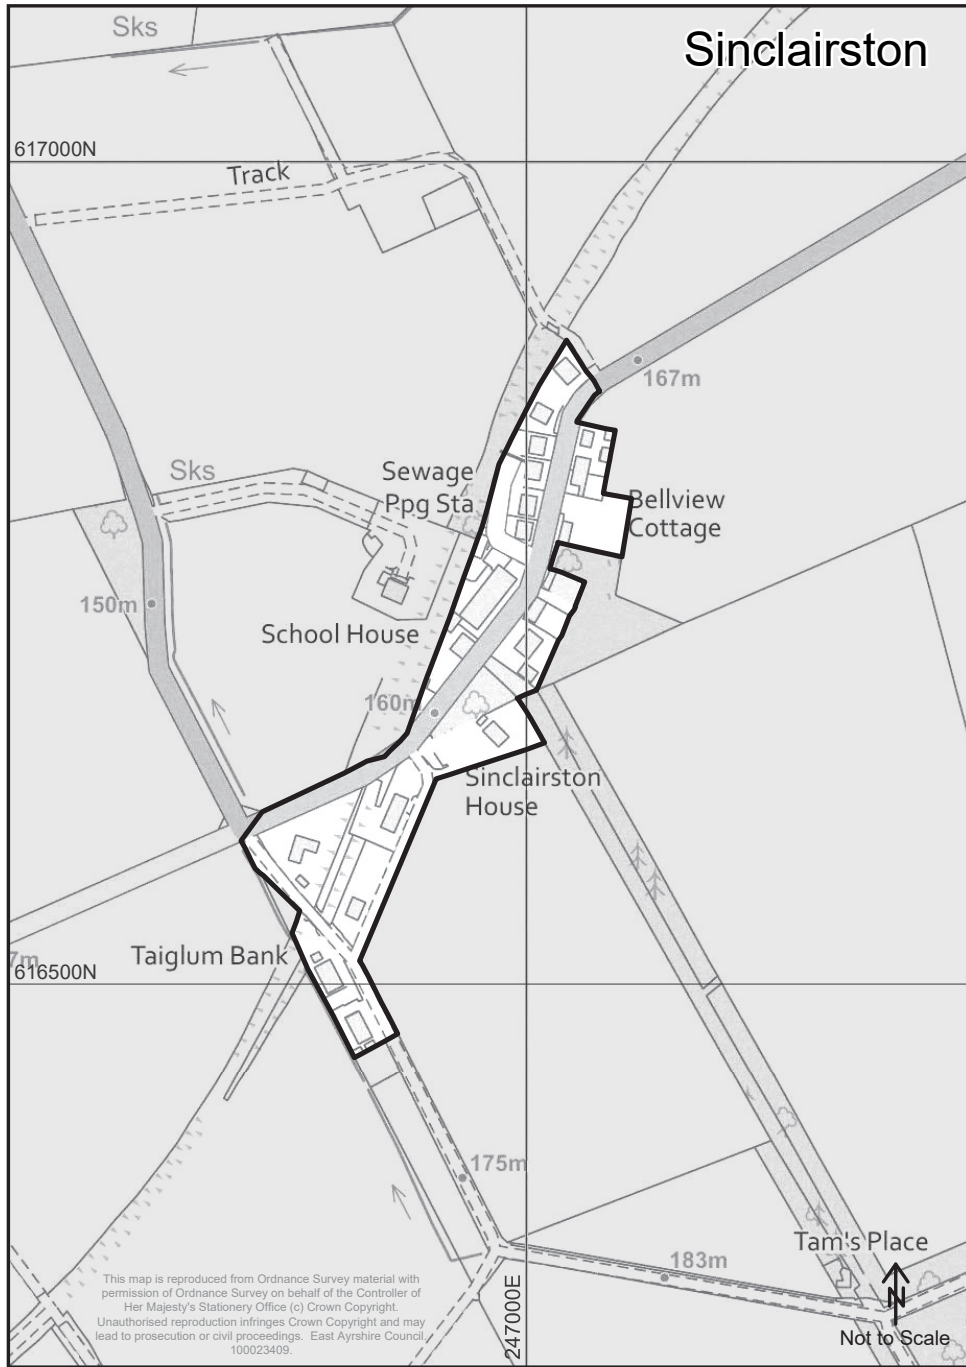 Sks
Sinclairston
617000N
Track
167m
Sks
Sewage
Ppg Sta
Bellview
Cottage
150m
School House
160m
Sinclairston
House
Taiglum Bank
7m
616500N
175m
Tam's Place
183m
247000E
N
Not to Scale
This map is reproduced from Ordnance Survey material with
permission of Ordnance Survey on behalf of the Controller of
Her Majesty's Stationery Office (c) Crown Copyright.
Unauthorised reproduction infringes Crown Copyright and may
lead to prosecution or civil proceedings. East Ayrshire Council.
100023409.